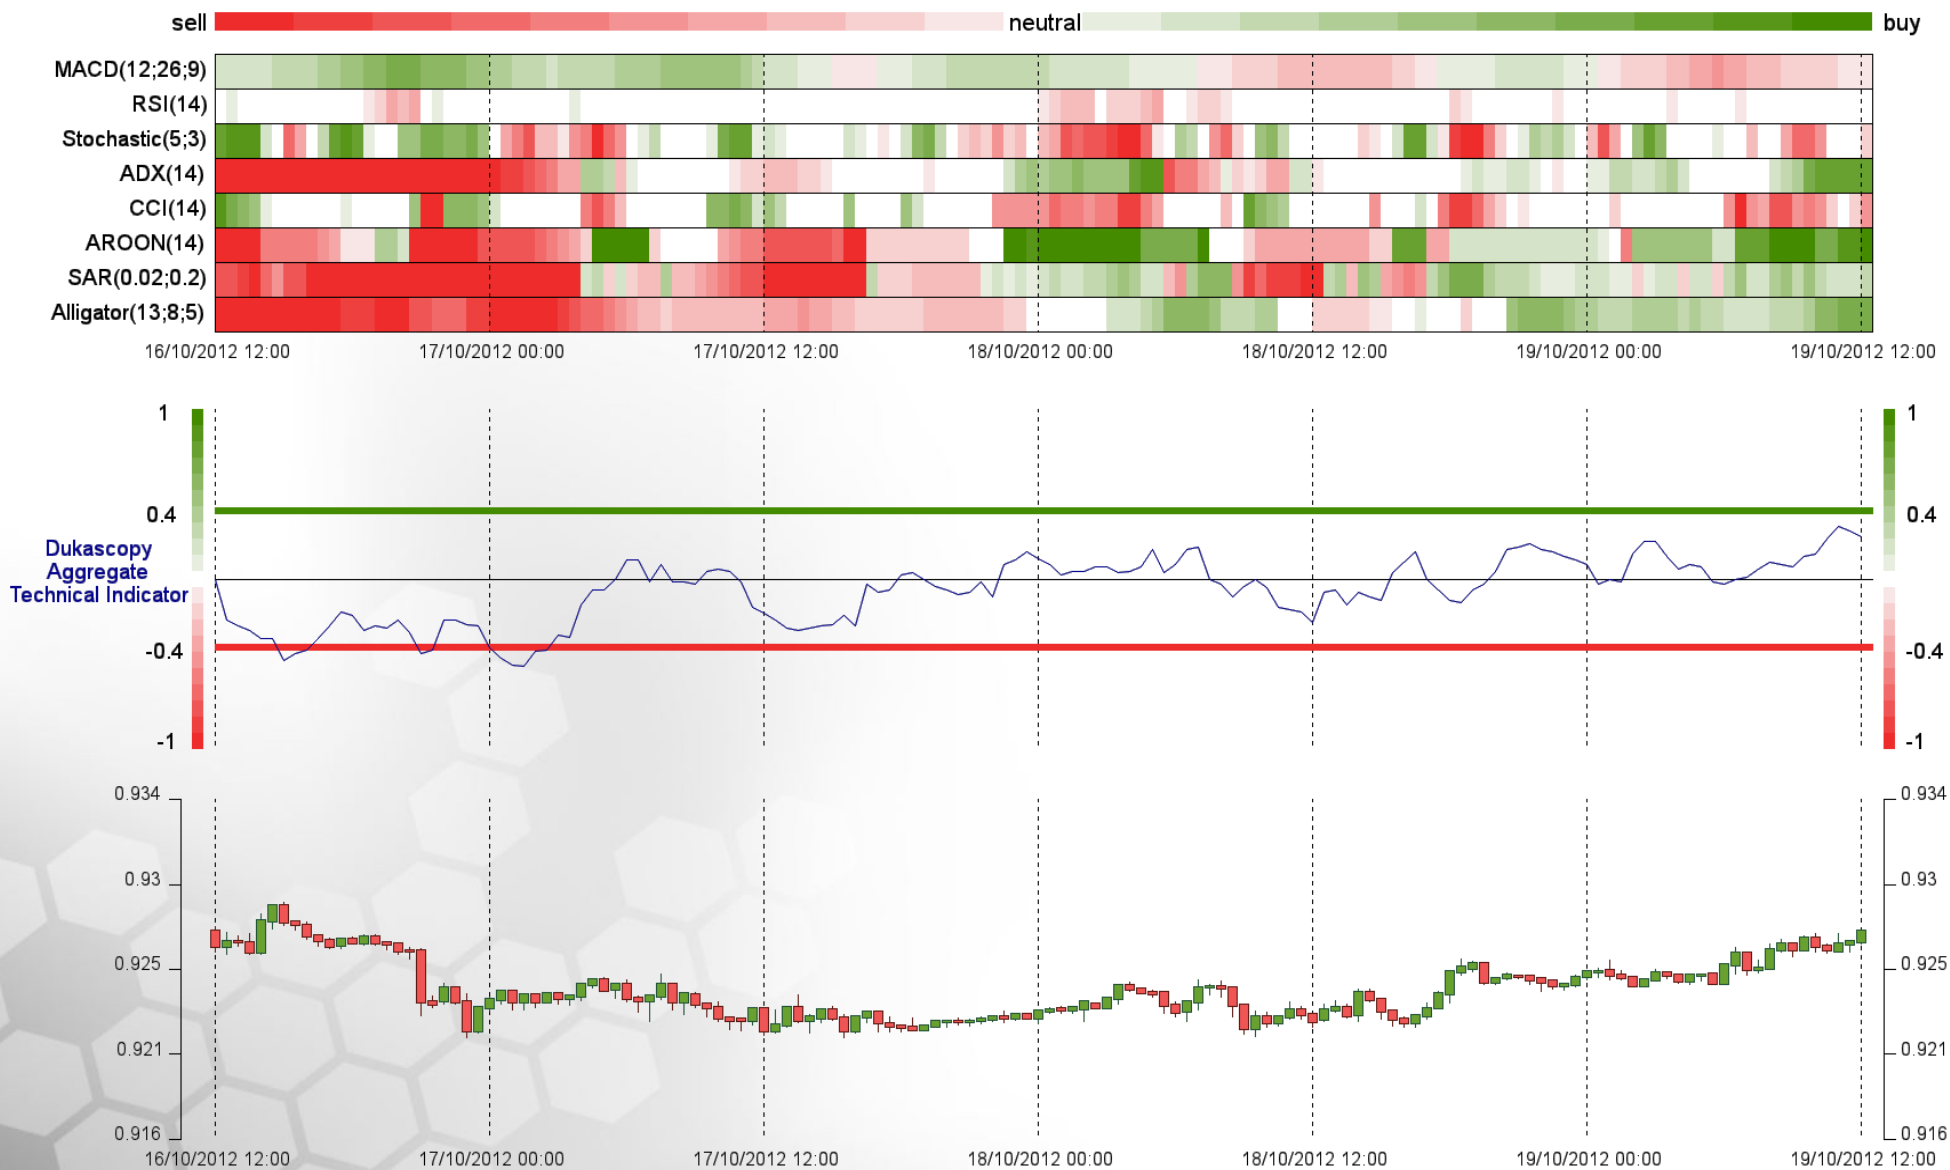 sell neutral buy
MACD(12;26;9)
RSI(14)
Stochastic(5;3)
ADX(14)
CCI(14)
AROON(14)
SAR(0.02;0.2)
Alligator(13;8;5)
16/10/2012 12:00 17/10/2012 00:00 17/10/2012 12:00 18/10/2012 00:00 18/10/2012 12:00 19/10/2012 00:00 19/10/2012 12:00
1 1
0.4 0.4
Dukascopy
Aggregate
Technical Indicator
-0.4 -0.4
-1 -1
0.934 0.934
0.93 0.93
0.925 0.925
0.921 0.921
0.916 0.916
16/10/2012 12:00 17/10/2012 00:00 17/10/2012 12:00 18/10/2012 00:00 18/10/2012 12:00 19/10/2012 00:00 19/10/2012 12:00